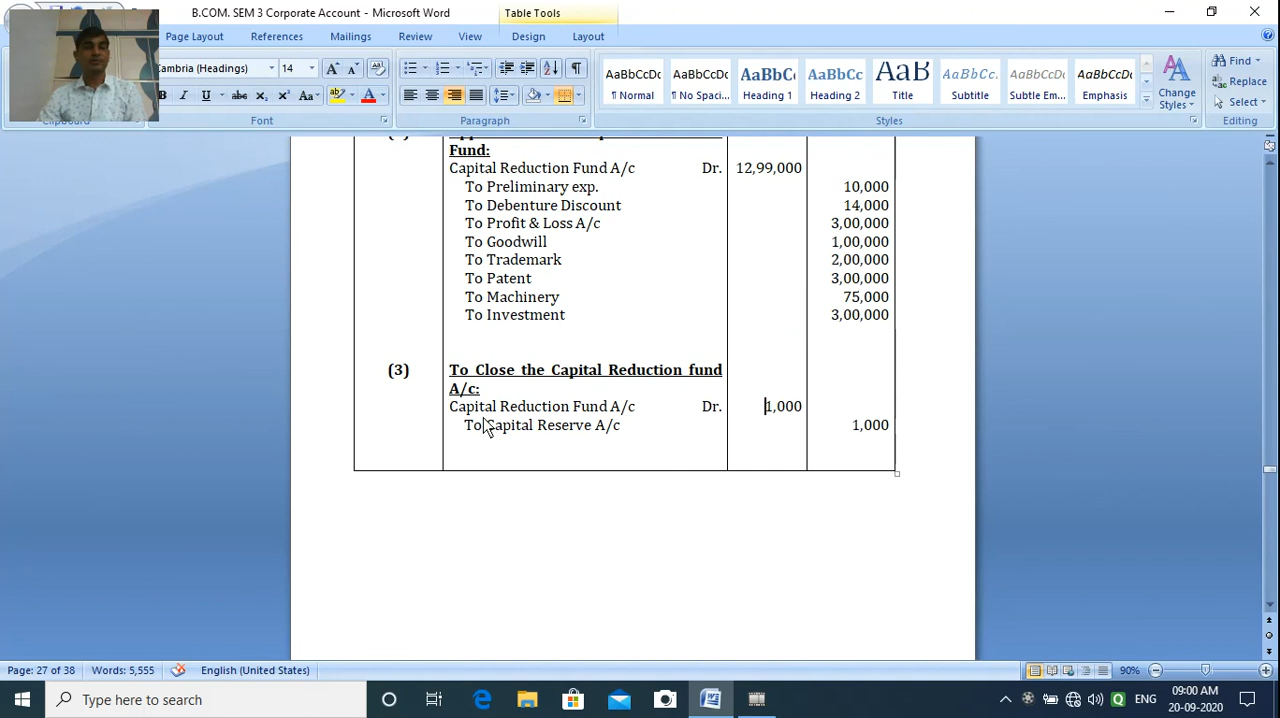 B.COM. SEM 3 Corporate Account - Microsoft Word
Table Tools
Page Layout References Mailings Review View Design Layout
Cambria (Headings) 14
AaBbCcDc AaBbCcDc AaBbC AaBbCc AaB AaBbCc. AaBbCcDc AaBbCcDc
¶ Normal ¶ No Spaci... Heading 1 Heading 2 Title Subtitle Subtle Em... Emphasis
Change Styles
Find
Replace
Select
Font Paragraph Styles Editing
Fund:
Capital Reduction Fund A/c Dr. 12,99,000
To Preliminary exp. 10,000
To Debenture Discount 14,000
To Profit & Loss A/c 3,00,000
To Goodwill 1,00,000
To Trademark 2,00,000
To Patent 3,00,000
To Machinery 75,000
To Investment 3,00,000
(3) To Close the Capital Reduction fund
A/c:
Capital Reduction Fund A/c Dr. 1,000
To Capital Reserve A/c 1,000
Page: 27 of 38 Words: 5,555 English (United States) 90%
Type here to search
ENG
09:00 AM
20-09-2020